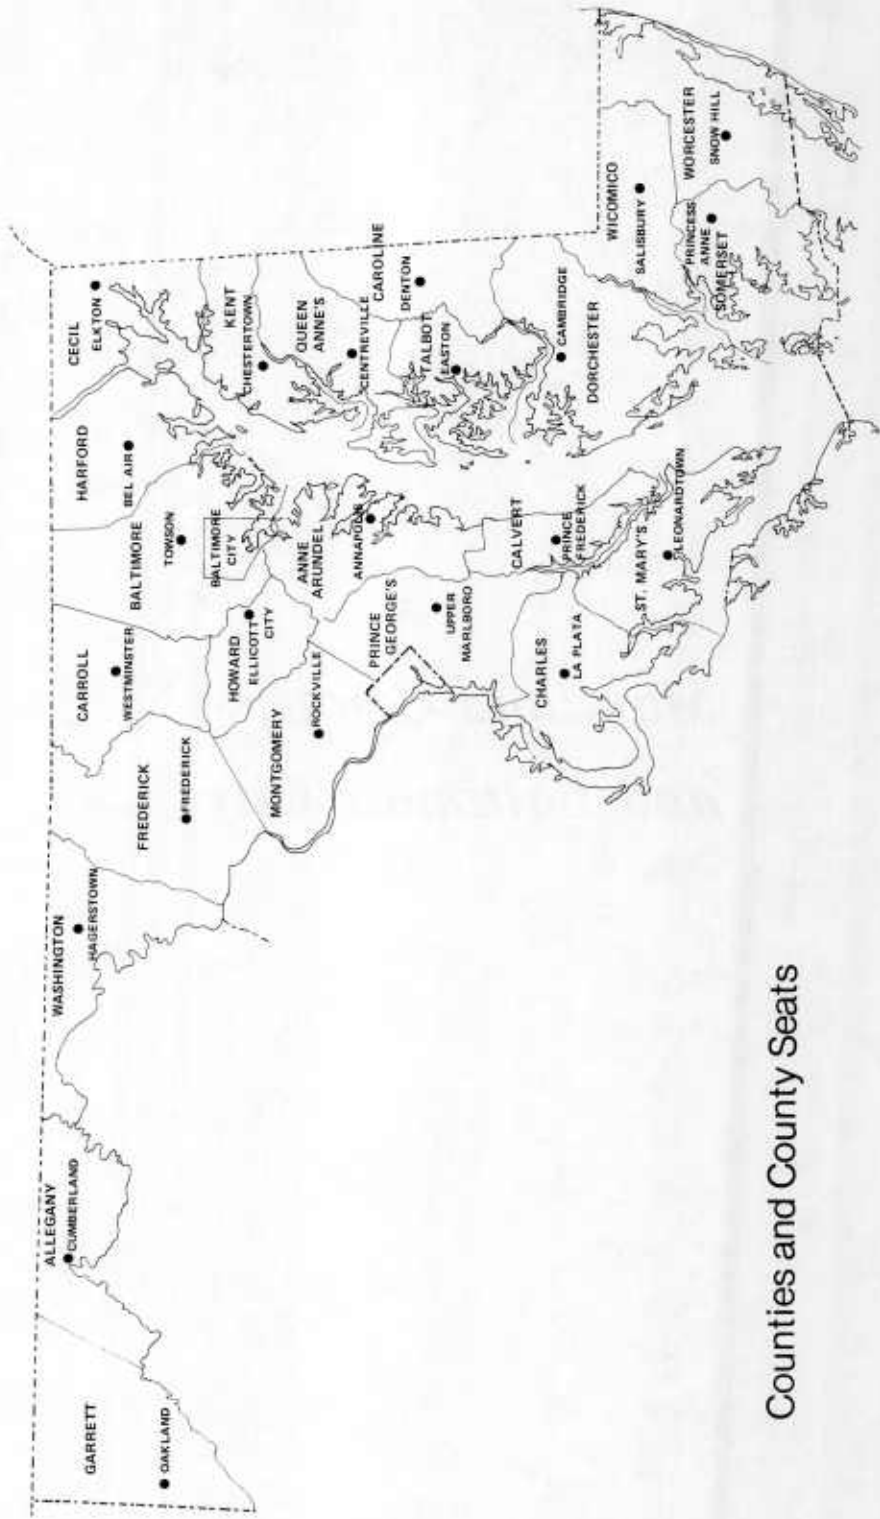 GARRETT
OAKLAND
ALLEGANY
CUMBERLAND
WASHINGTON
HAGERSTOWN
FREDERICK
FREDERICK
CARROLL
WESTMINSTER
BALTIMORE
TOWSON
BALTIMORE
CITY
HARFORD
BEL AIR
CECIL
ELKTON
HOWARD
ELLICOTT
CITY
MONTGOMERY
ROCKVILLE
ANNE
ARUNDEL
ANNAPOLIS
PRINCE
GEORGE'S
UPPER
MARLBORO
KENT
CHESTERTOWN
QUEEN
ANNE'S
CENTREVILLE
CAROLINE
DENTON
TALBOT
EASTON
CALVERT
PRINCE
FREDERICK
CHARLES
LA PLATA
ST. MARY'S
LEONARDTOWN
CAMBRIDGE
DORCHESTER
WICOMICO
SALISBURY
PRINCESS
ANNE
SOMERSET
WORCESTER
SNOW HILL
Counties and County Seats